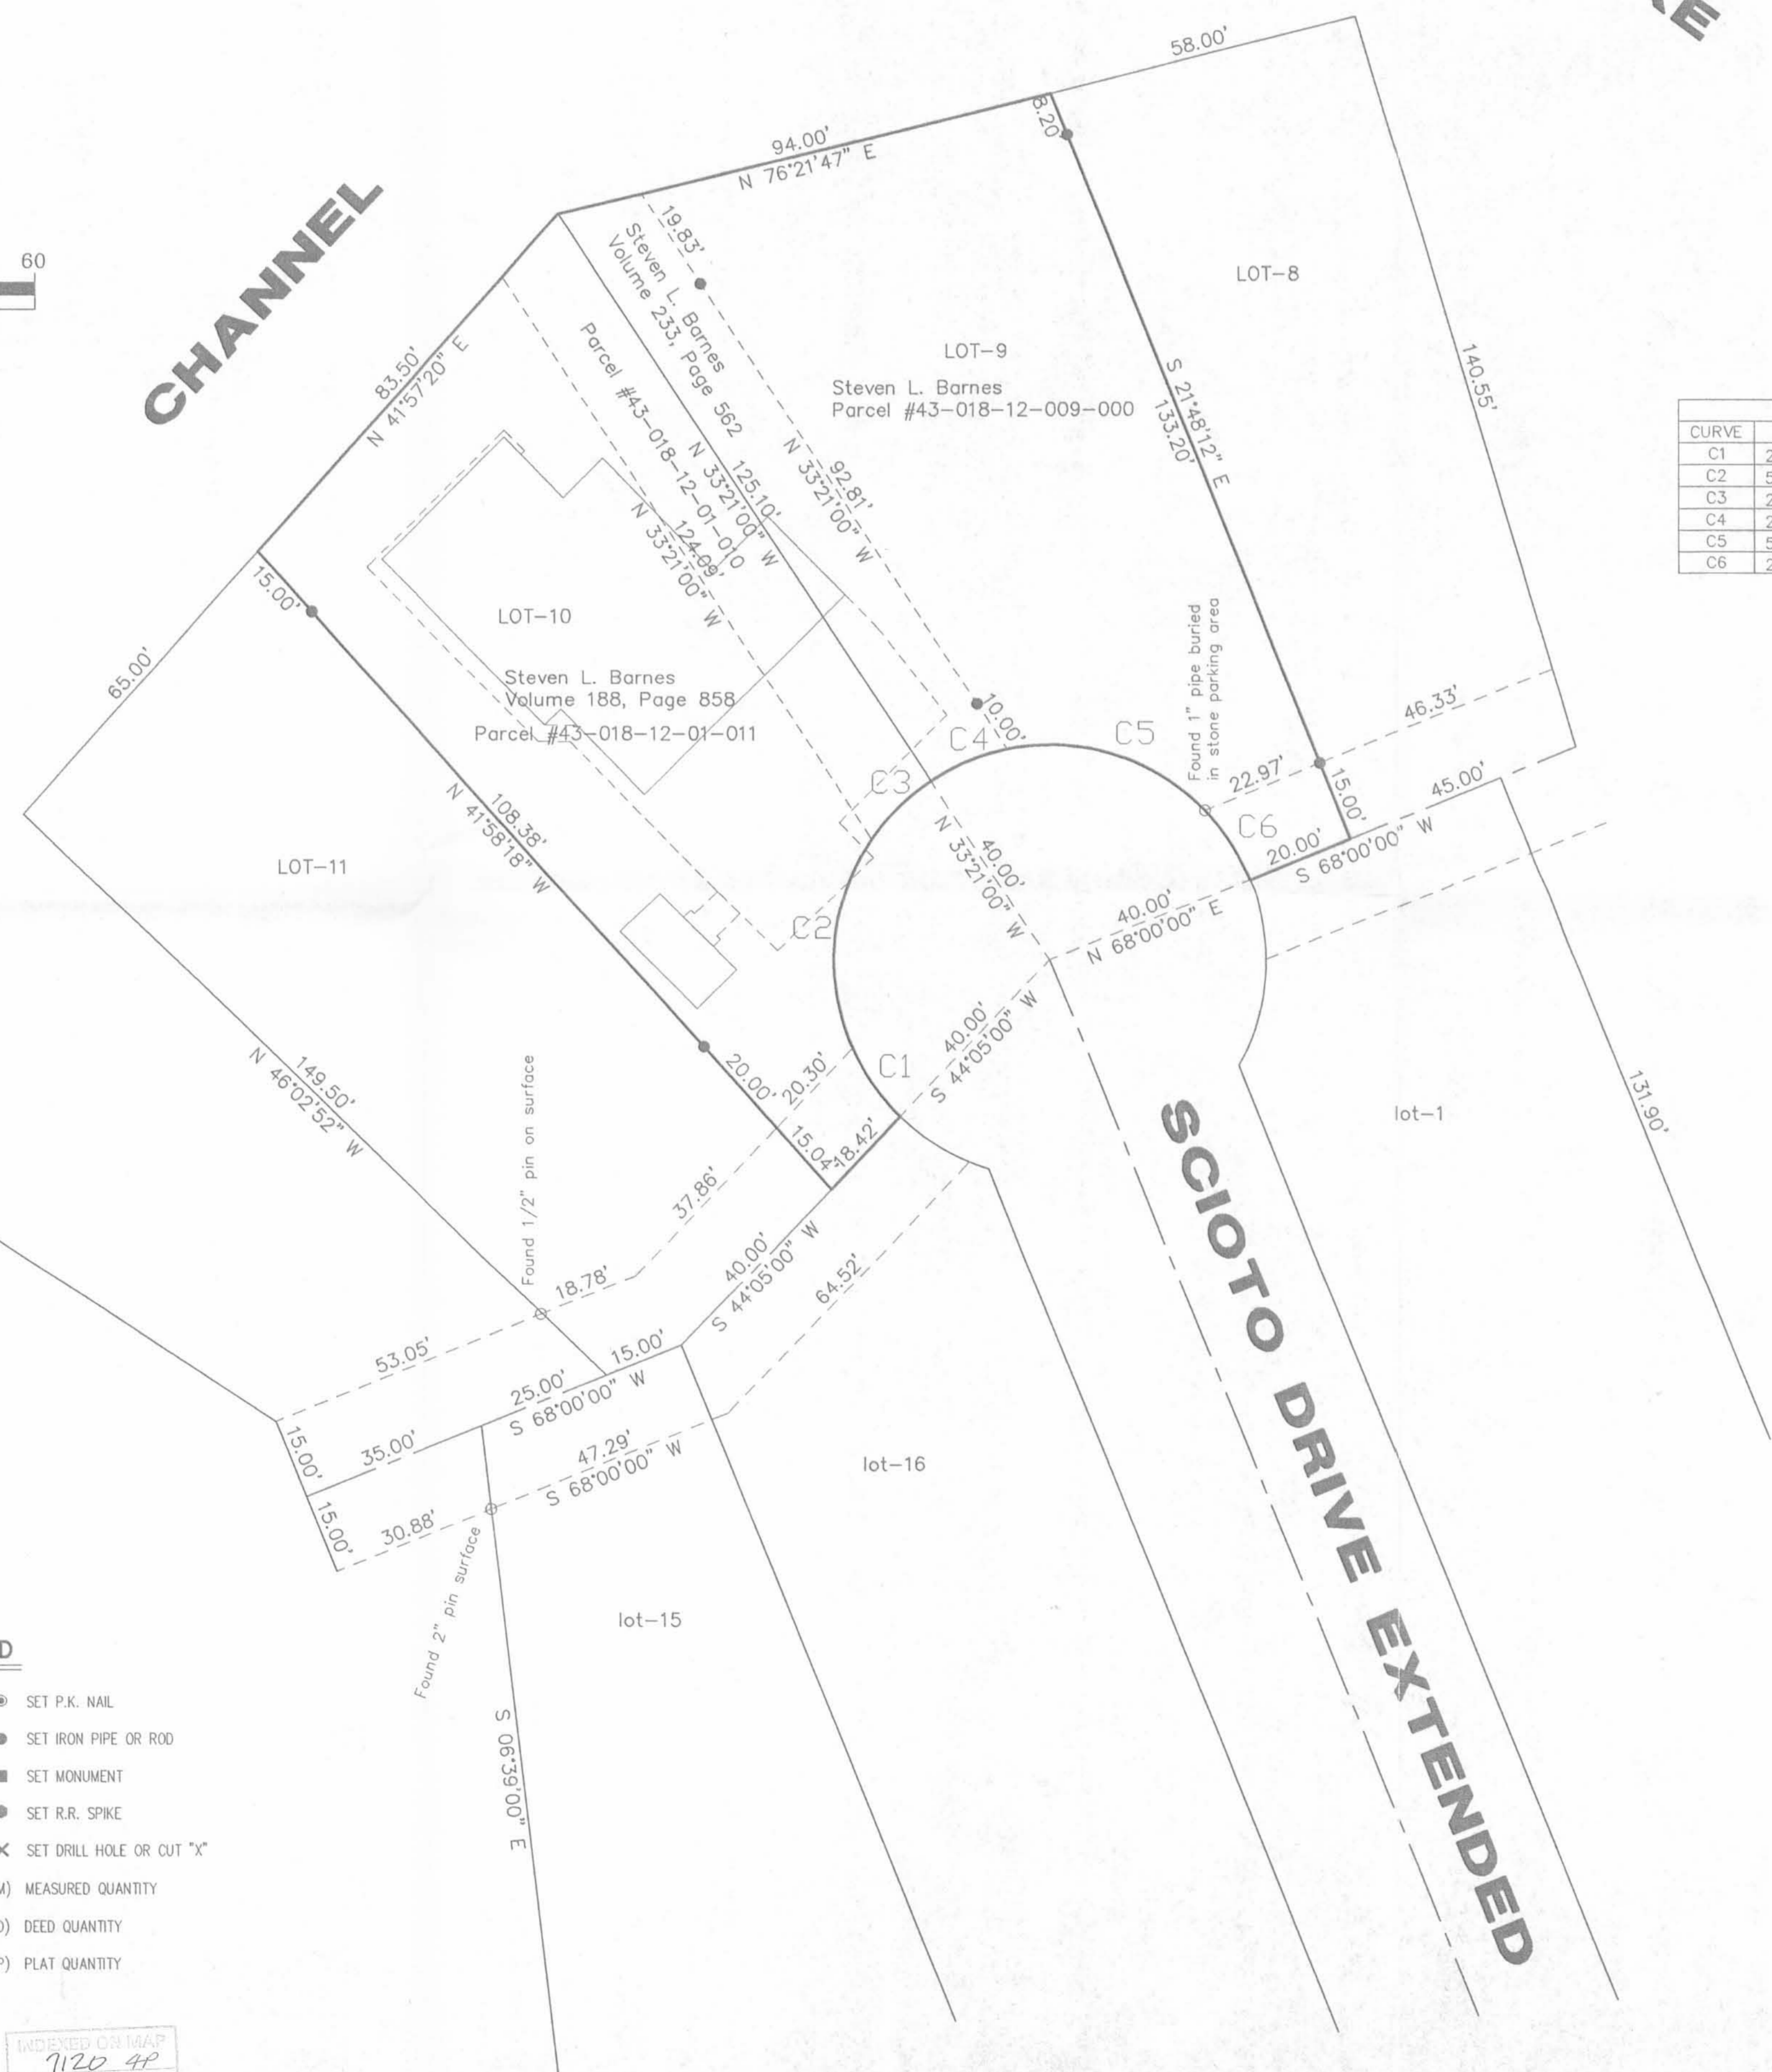 58.00'
94.00'
N 76°21'47" E
8.20'
CHANNEL
60
19.83'
Steven L. Barnes
Volume 233, Page 562
Parcel #43-018-12-01-010
83.50'
N 41°57'20" E
125.10'
N 33°21'00" W
124.09'
N 33°21'00" W
92.81'
N 33°21'00" W
LOT-9
Steven L. Barnes
Parcel #43-018-12-009-000
LOT-8
S 21°48'12" E
133.20'
140.55'
CURVE
C1
C2
C3
C4
C5
C6
15.00'
65.00'
LOT-10
Steven L. Barnes
Volume 188, Page 858
Parcel #43-018-12-01-011
10.00'
C4
C5
C3
Found 1" pipe buried
in stone parking area
46.33'
22.97'
15.00'
45.00'
C6
20.00'
S 68°00'00" W
40.00'
N 33°21'00" W
40.00'
N 68°00'00" E
108.38'
N 41°58'18" W
LOT-11
C2
C1
40.00'
S 44°05'00" W
20.00'
20.30'
15.04'
18.42'
149.50'
N 46°02'52" W
Found 1/2" pin on surface
37.86'
18.78'
40.00'
S 44°05'00" W
64.52'
53.05'
15.00'
25.00'
S 68°00'00" W
35.00'
15.00'
15.00'
47.29'
S 68°00'00" W
30.88'
Found 2" pin surface
lot-1
131.90'
SCIOTO DRIVE EXTENDED
lot-16
lot-15
S 06°39'00" E
D
SET P.K. NAIL
SET IRON PIPE OR ROD
SET MONUMENT
SET R.R. SPIKE
SET DRILL HOLE OR CUT "X"
MEASURED QUANTITY
DEED QUANTITY
PLAT QUANTITY
INDEXED ON MAP
7120 4P